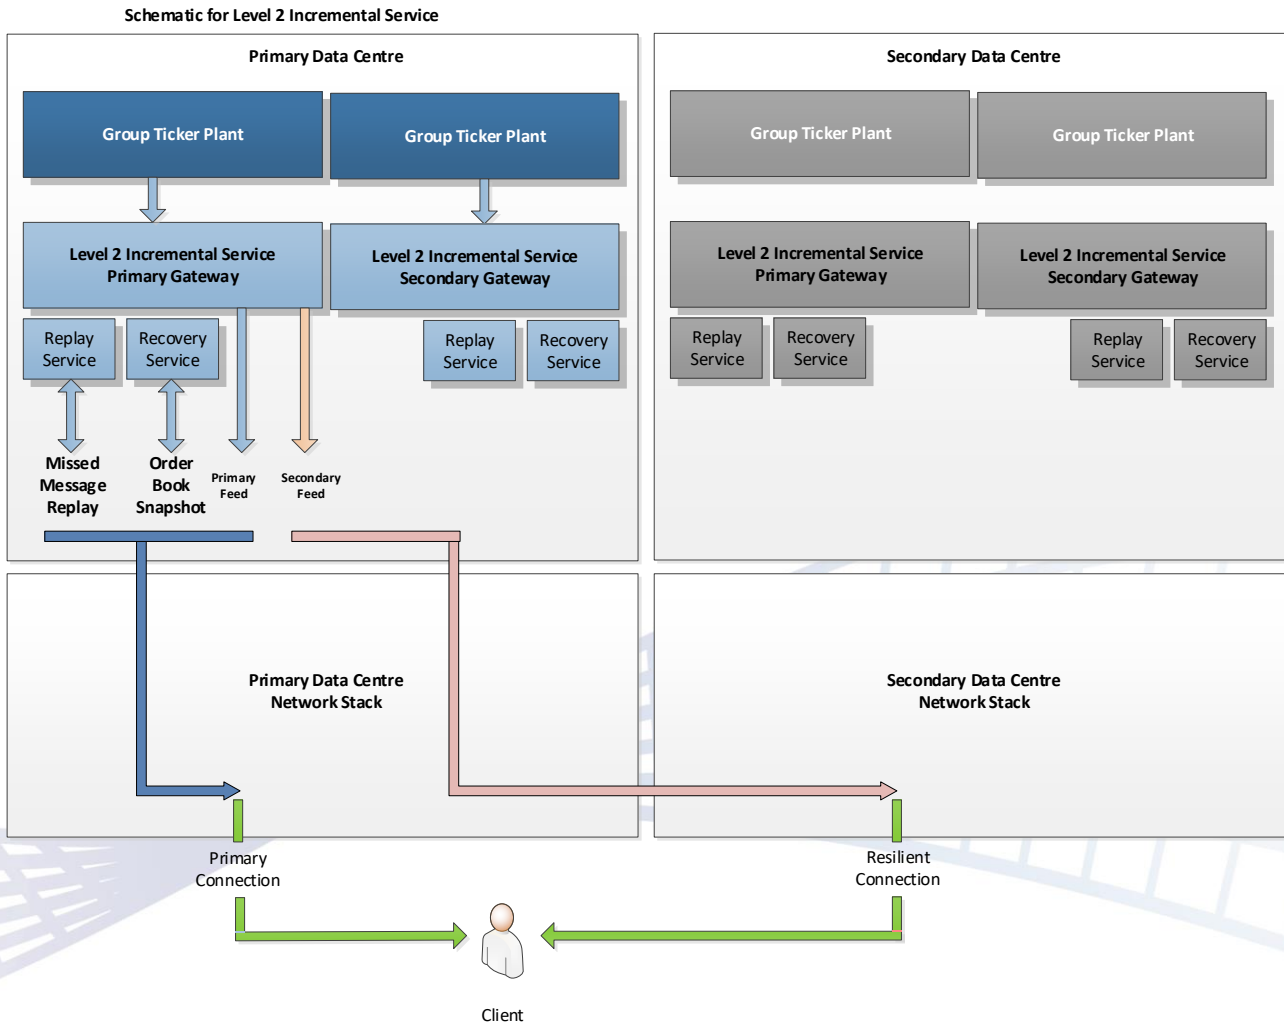 Schematic for Level 2 Incremental Service
Primary Data Centre
Group Ticker Plant
Group Ticker Plant
Level 2 Incremental Service
Primary Gateway
Level 2 Incremental Service
Secondary Gateway
Replay
Service
Recovery
Service
Replay
Service
Recovery
Service
Missed
Message
Replay
Order
Book
Snapshot
Primary
Feed
Secondary
Feed
Secondary Data Centre
Group Ticker Plant
Group Ticker Plant
Level 2 Incremental Service
Primary Gateway
Level 2 Incremental Service
Secondary Gateway
Replay
Service
Recovery
Service
Replay
Service
Recovery
Service
Primary Data Centre
Network Stack
Secondary Data Centre
Network Stack
Primary
Connection
Resilient
Connection
Client